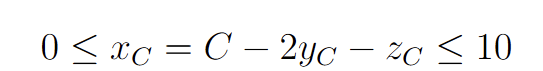 0 ≤ x_C = C − 2y_C − z_C ≤ 10